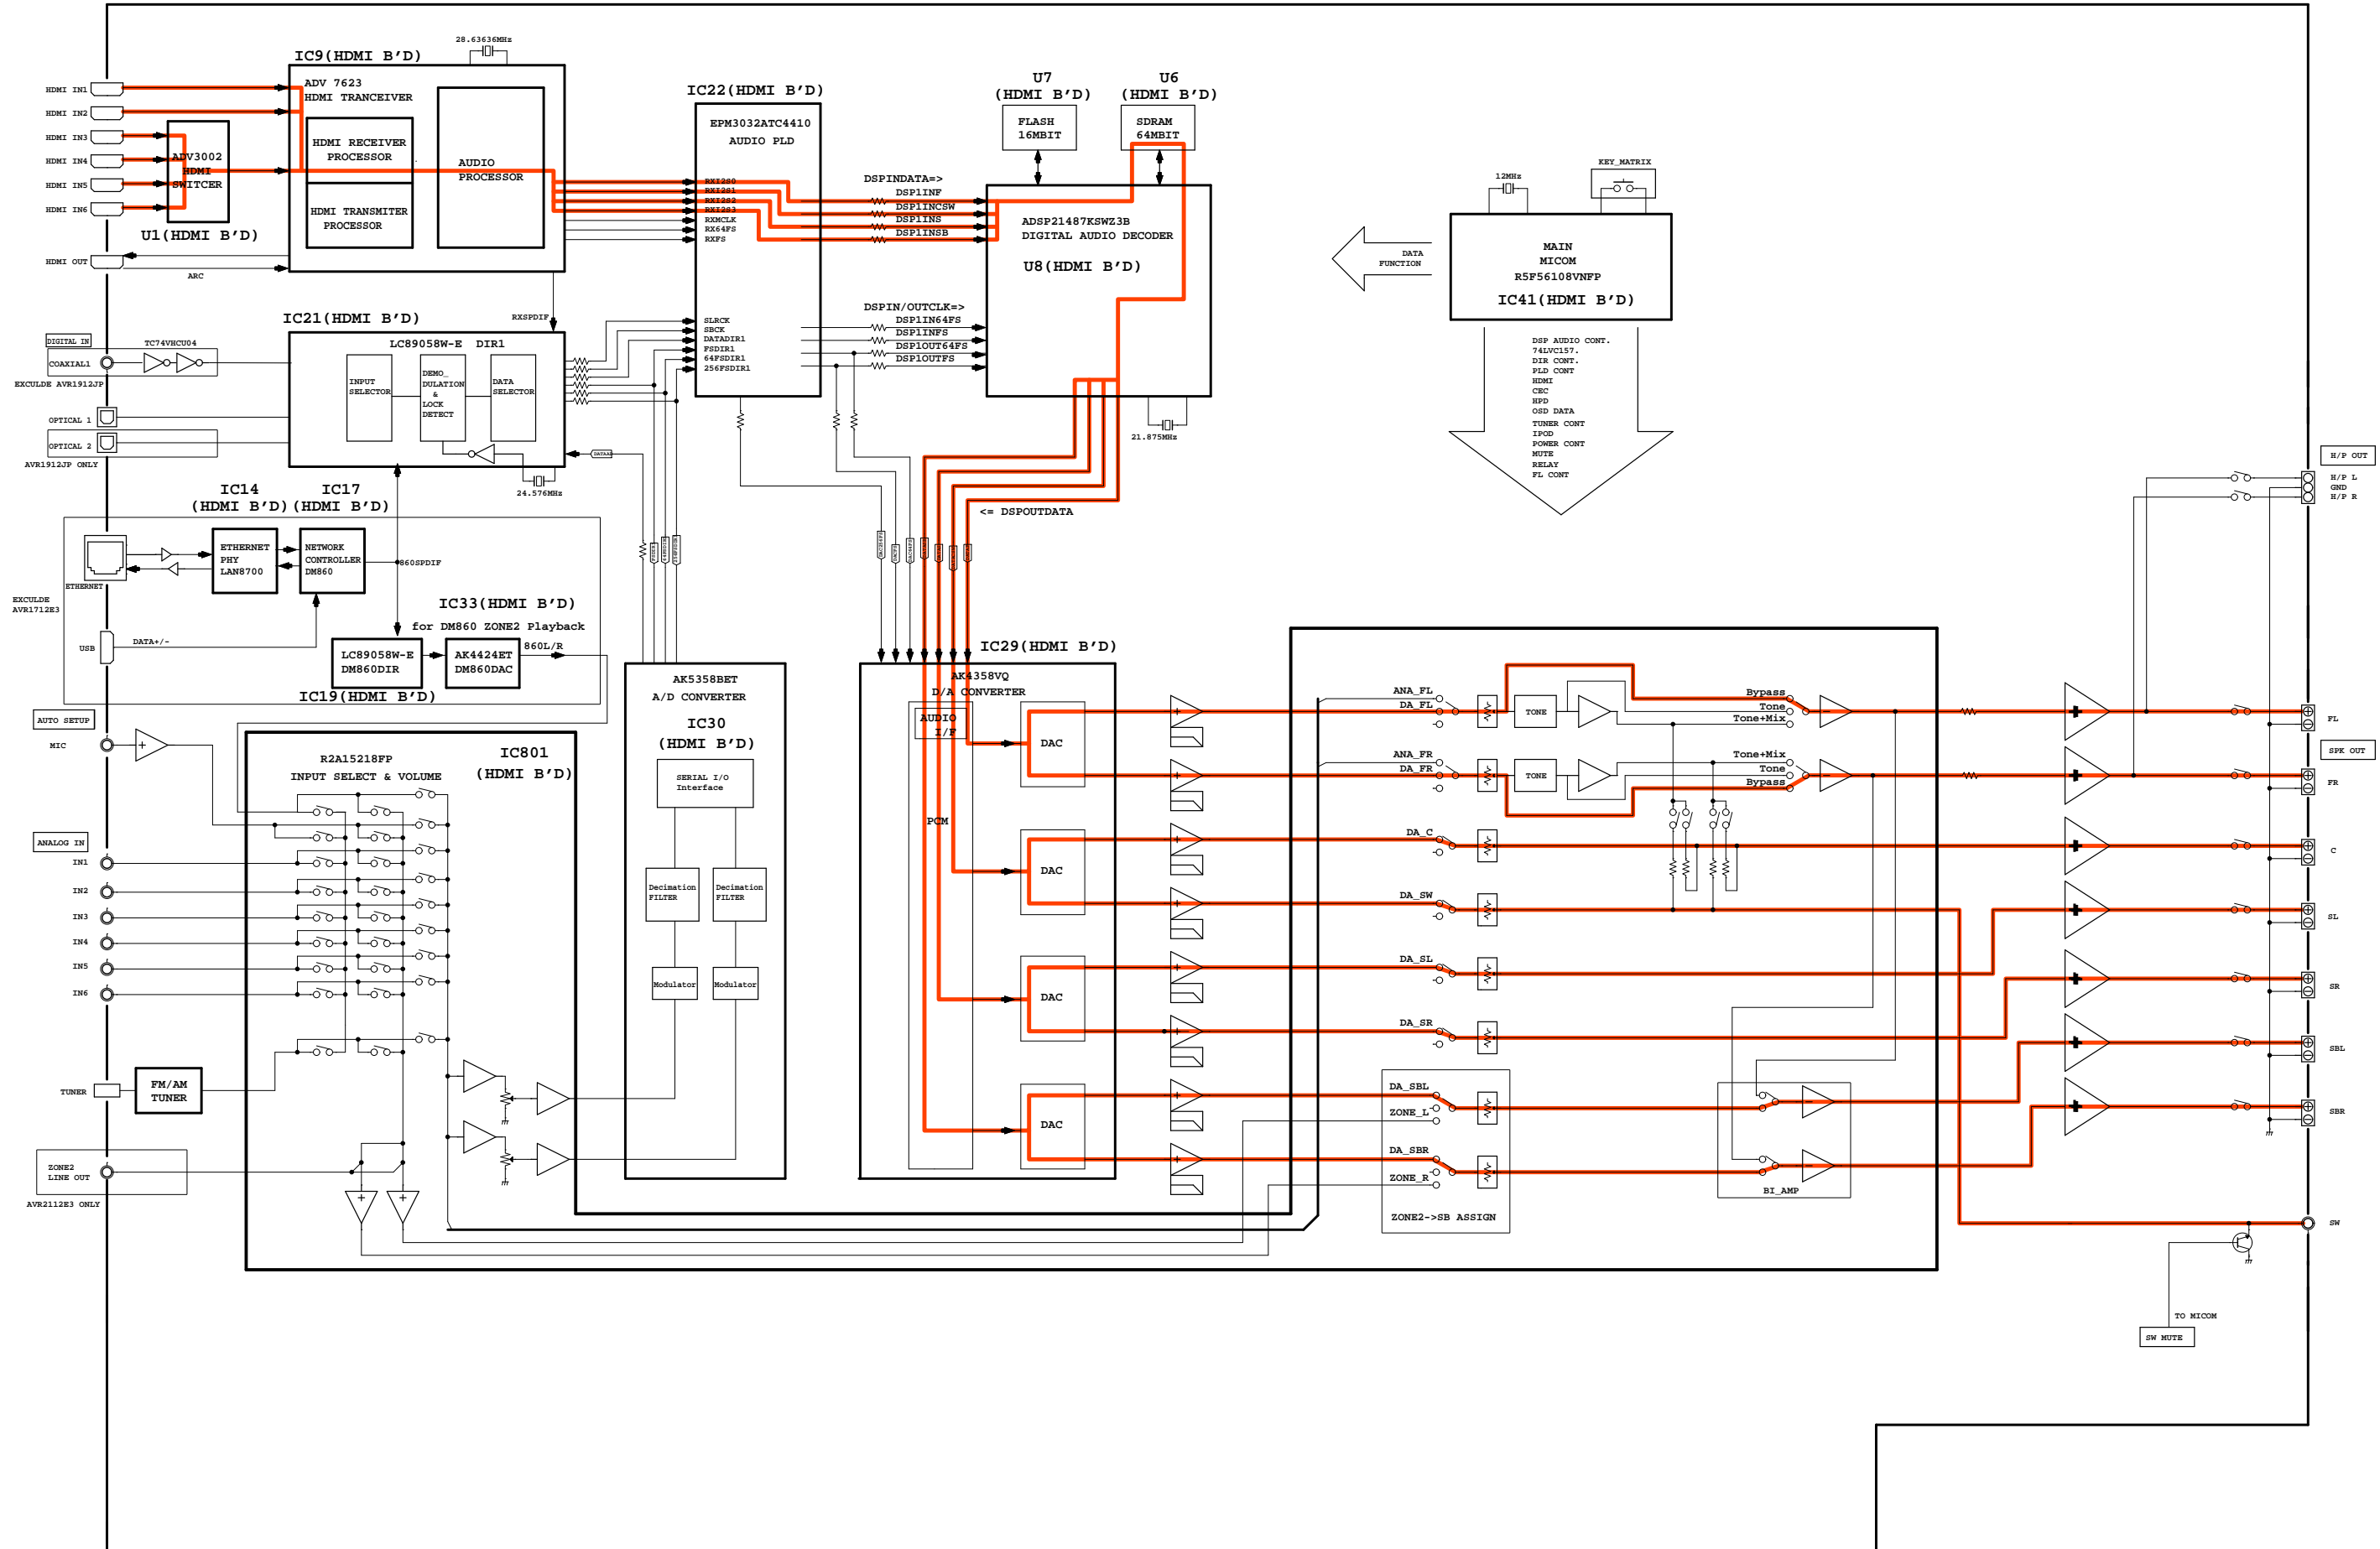 28.63636MHz
IC9(HDMI B'D)
HDMI IN1
HDMI IN2
HDMI IN3
HDMI IN4
HDMI IN5
HDMI IN6
ADV3002
HDMI
SWITCER
U1(HDMI B'D)
HDMI OUT
ARC
ADV 7623
HDMI TRANCEIVER
HDMI RECEIVER
PROCESSOR
HDMI TRANSMITER
PROCESSOR
AUDIO
PROCESSOR
IC22(HDMI B'D)
EPM3032ATC4410
AUDIO PLD
RXI2S0
RXI2S1
RXI2S2
RXI2S3
RXMCLK
RX64FS
RXFS
SLRCK
SBCK
DATADIR1
FSDIR1
64FSDIR1
256FSDIR1
DSPINDATA=>
DSP1INF
DSP1INCSW
DSP1INS
DSP1INSB
DSPIN/OUTCLK=>
DSP1IN64FS
DSP1INFS
DSP1OUT64FS
DSP1OUTFS
U7
(HDMI B'D)
FLASH
16MBIT
U6
(HDMI B'D)
SDRAM
64MBIT
ADSP21487KSWZ3B
DIGITAL AUDIO DECODER
U8(HDMI B'D)
21.875MHz
<= DSPOUTDATA
12MHz
KEY_MATRIX
MAIN
MICOM
R5F56108VNFP
IC41(HDMI B'D)
DATA
FUNCTION
DSP AUDIO CONT.
74LVC157.
DIR CONT.
PLD CONT
HDMI
CEC
HPD
OSD DATA
TUNER CONT
IPOD
POWER CONT
MUTE
RELAY
FL CONT
RXSPDIF
IC21(HDMI B'D)
LC89058W-E DIR1
INPUT
SELECTOR
DEMO_
DULATION
&
LOCK
DETECT
DATA
SELECTOR
24.576MHz
DIGITAL IN
TC74VHCU04
COAXIAL1
EXCULDE AVR1912JP
OPTICAL 1
OPTICAL 2
AVR1912JP ONLY
IC14
(HDMI B'D)
IC17
(HDMI B'D)
ETHERNET
ETHERNET
PHY
LAN8700
NETWORK
CONTROLLER
DM860
860SPDIF
EXCULDE
AVR1712E3
USB
DATA+/-
IC33(HDMI B'D)
for DM860 ZONE2 Playback
LC89058W-E
DM860DIR
AK4424ET
DM860DAC
860L/R
IC19(HDMI B'D)
AUTO SETUP
MIC
R2A15218FP
INPUT SELECT & VOLUME
IC801
(HDMI B'D)
ANALOG IN
IN1
IN2
IN3
IN4
IN5
IN6
TUNER
FM/AM
TUNER
ZONE2
LINE OUT
AVR2112E3 ONLY
AK5358BET
A/D CONVERTER
IC30
(HDMI B'D)
SERIAL I/O
Interface
Decimation
FILTER
Decimation
FILTER
Modulator
Modulator
IC29(HDMI B'D)
AK4358VQ
D/A CONVERTER
AUDIO
I/F
PCM
DAC
DAC
DAC
DAC
ANA_FL
DA_FL
ANA_FR
DA_FR
DA_C
DA_SW
DA_SL
DA_SR
DA_SBL
ZONE_L
DA_SBR
ZONE_R
ZONE2->SB ASSIGN
TONE
Bypass
Tone
Tone+Mix
TONE
Tone+Mix
Tone
Bypass
BI_AMP
H/P OUT
H/P L
GND
H/P R
FL
SPK OUT
FR
C
SL
SR
SBL
SBR
SW
TO MICOM
SW MUTE